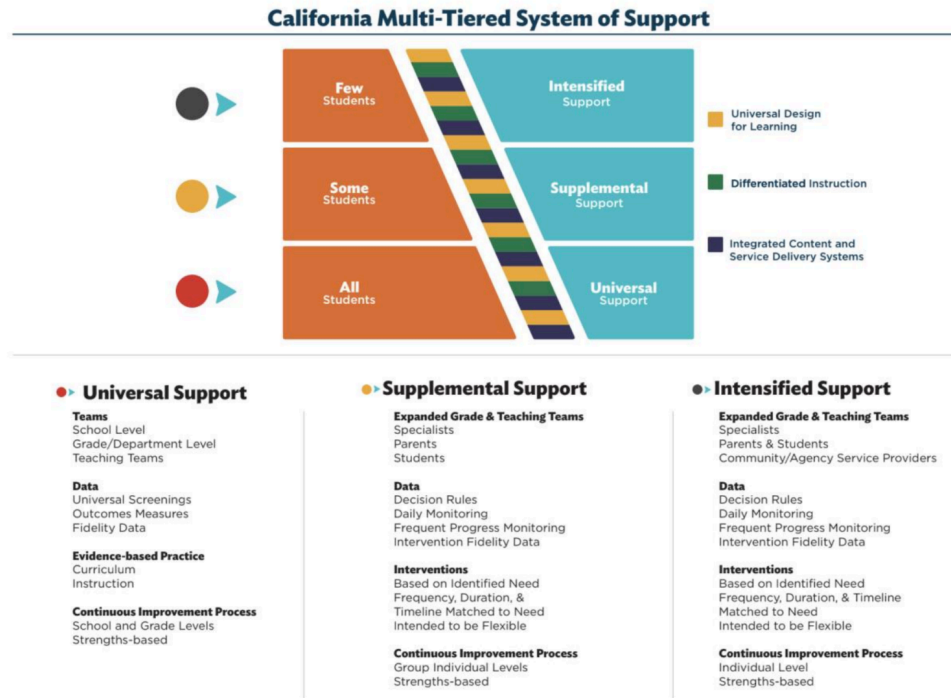 California Multi-Tiered System of Support
Few
Students
Intensified
Support
Some
Students
Supplemental
Support
All
Students
Universal
Support
Universal Design
for Learning
Differentiated Instruction
Integrated Content and
Service Delivery Systems
Universal Support
Teams
School Level
Grade/Department Level
Teaching Teams
Data
Universal Screenings
Outcomes Measures
Fidelity Data
Evidence-based Practice
Curriculum
Instruction
Continuous Improvement Process
School and Grade Levels
Strengths-based
Supplemental Support
Expanded Grade & Teaching Teams
Specialists
Parents
Students
Data
Decision Rules
Daily Monitoring
Frequent Progress Monitoring
Intervention Fidelity Data
Interventions
Based on Identified Need
Frequency, Duration, &
Timeline Matched to Need
Intended to be Flexible
Continuous Improvement Process
Group Individual Levels
Strengths-based
Intensified Support
Expanded Grade & Teaching Teams
Specialists
Parents & Students
Community/Agency Service Providers
Data
Decision Rules
Daily Monitoring
Frequent Progress Monitoring
Intervention Fidelity Data
Interventions
Based on Identified Need
Frequency, Duration, & Timeline
Matched to Need
Intended to be Flexible
Continuous Improvement Process
Individual Level
Strengths-based